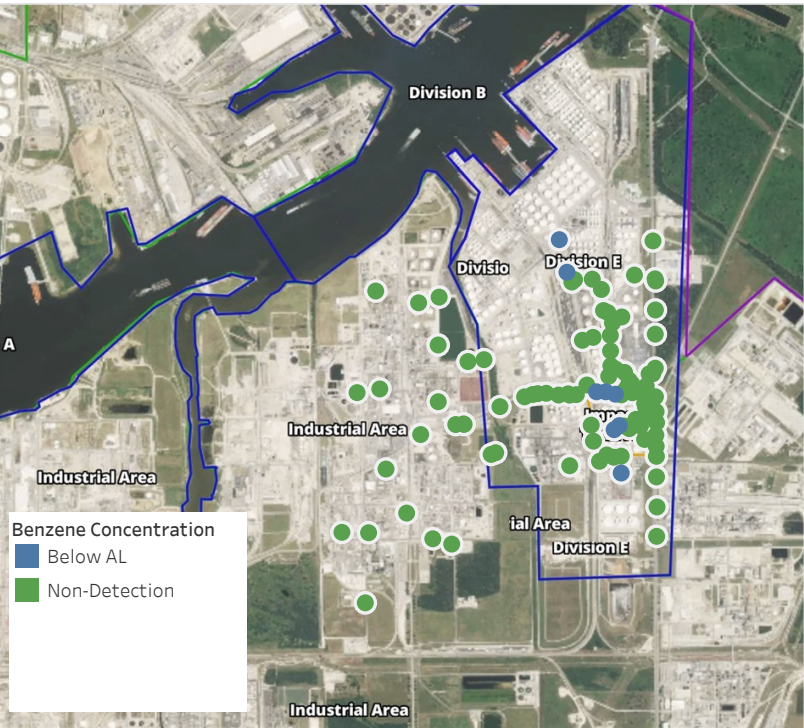 Division B
Divisio
Division E
A
Industrial Area
Industrial Area
ial Area
Division E
Benzene Concentration
Below AL
Non-Detection
Industrial Area